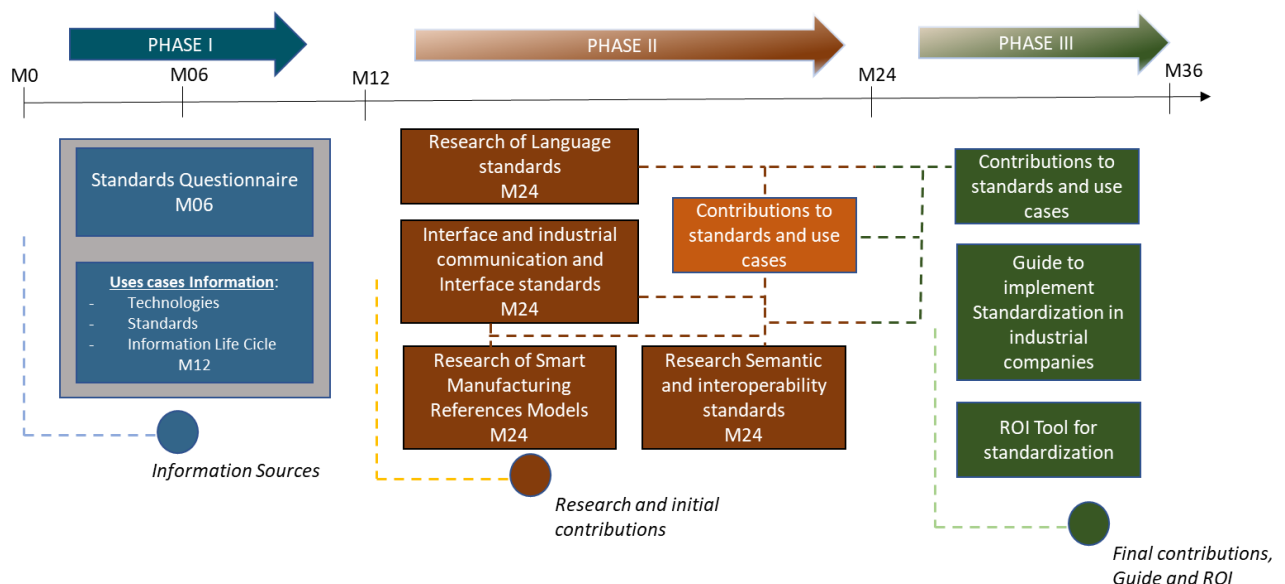 PHASE I
PHASE II
PHASE III
M0
M06
M12
M24
M36
Standards Questionnaire
M06
Uses cases Information:
- Technologies
- Standards
- Information Life Cicle
M12
Information Sources
Research of Language
standards
M24
Interface and industrial
communication and
Interface standards
M24
Research of Smart
Manufacturing
References Models
M24
Contributions to
standards and use
cases
Research Semantic
and interoperability
standards
M24
Research and initial
contributions
Contributions to
standards and use
cases
Guide to
implement
Standardization in
industrial
companies
ROI Tool for
standardization
Final contributions,
Guide and ROI